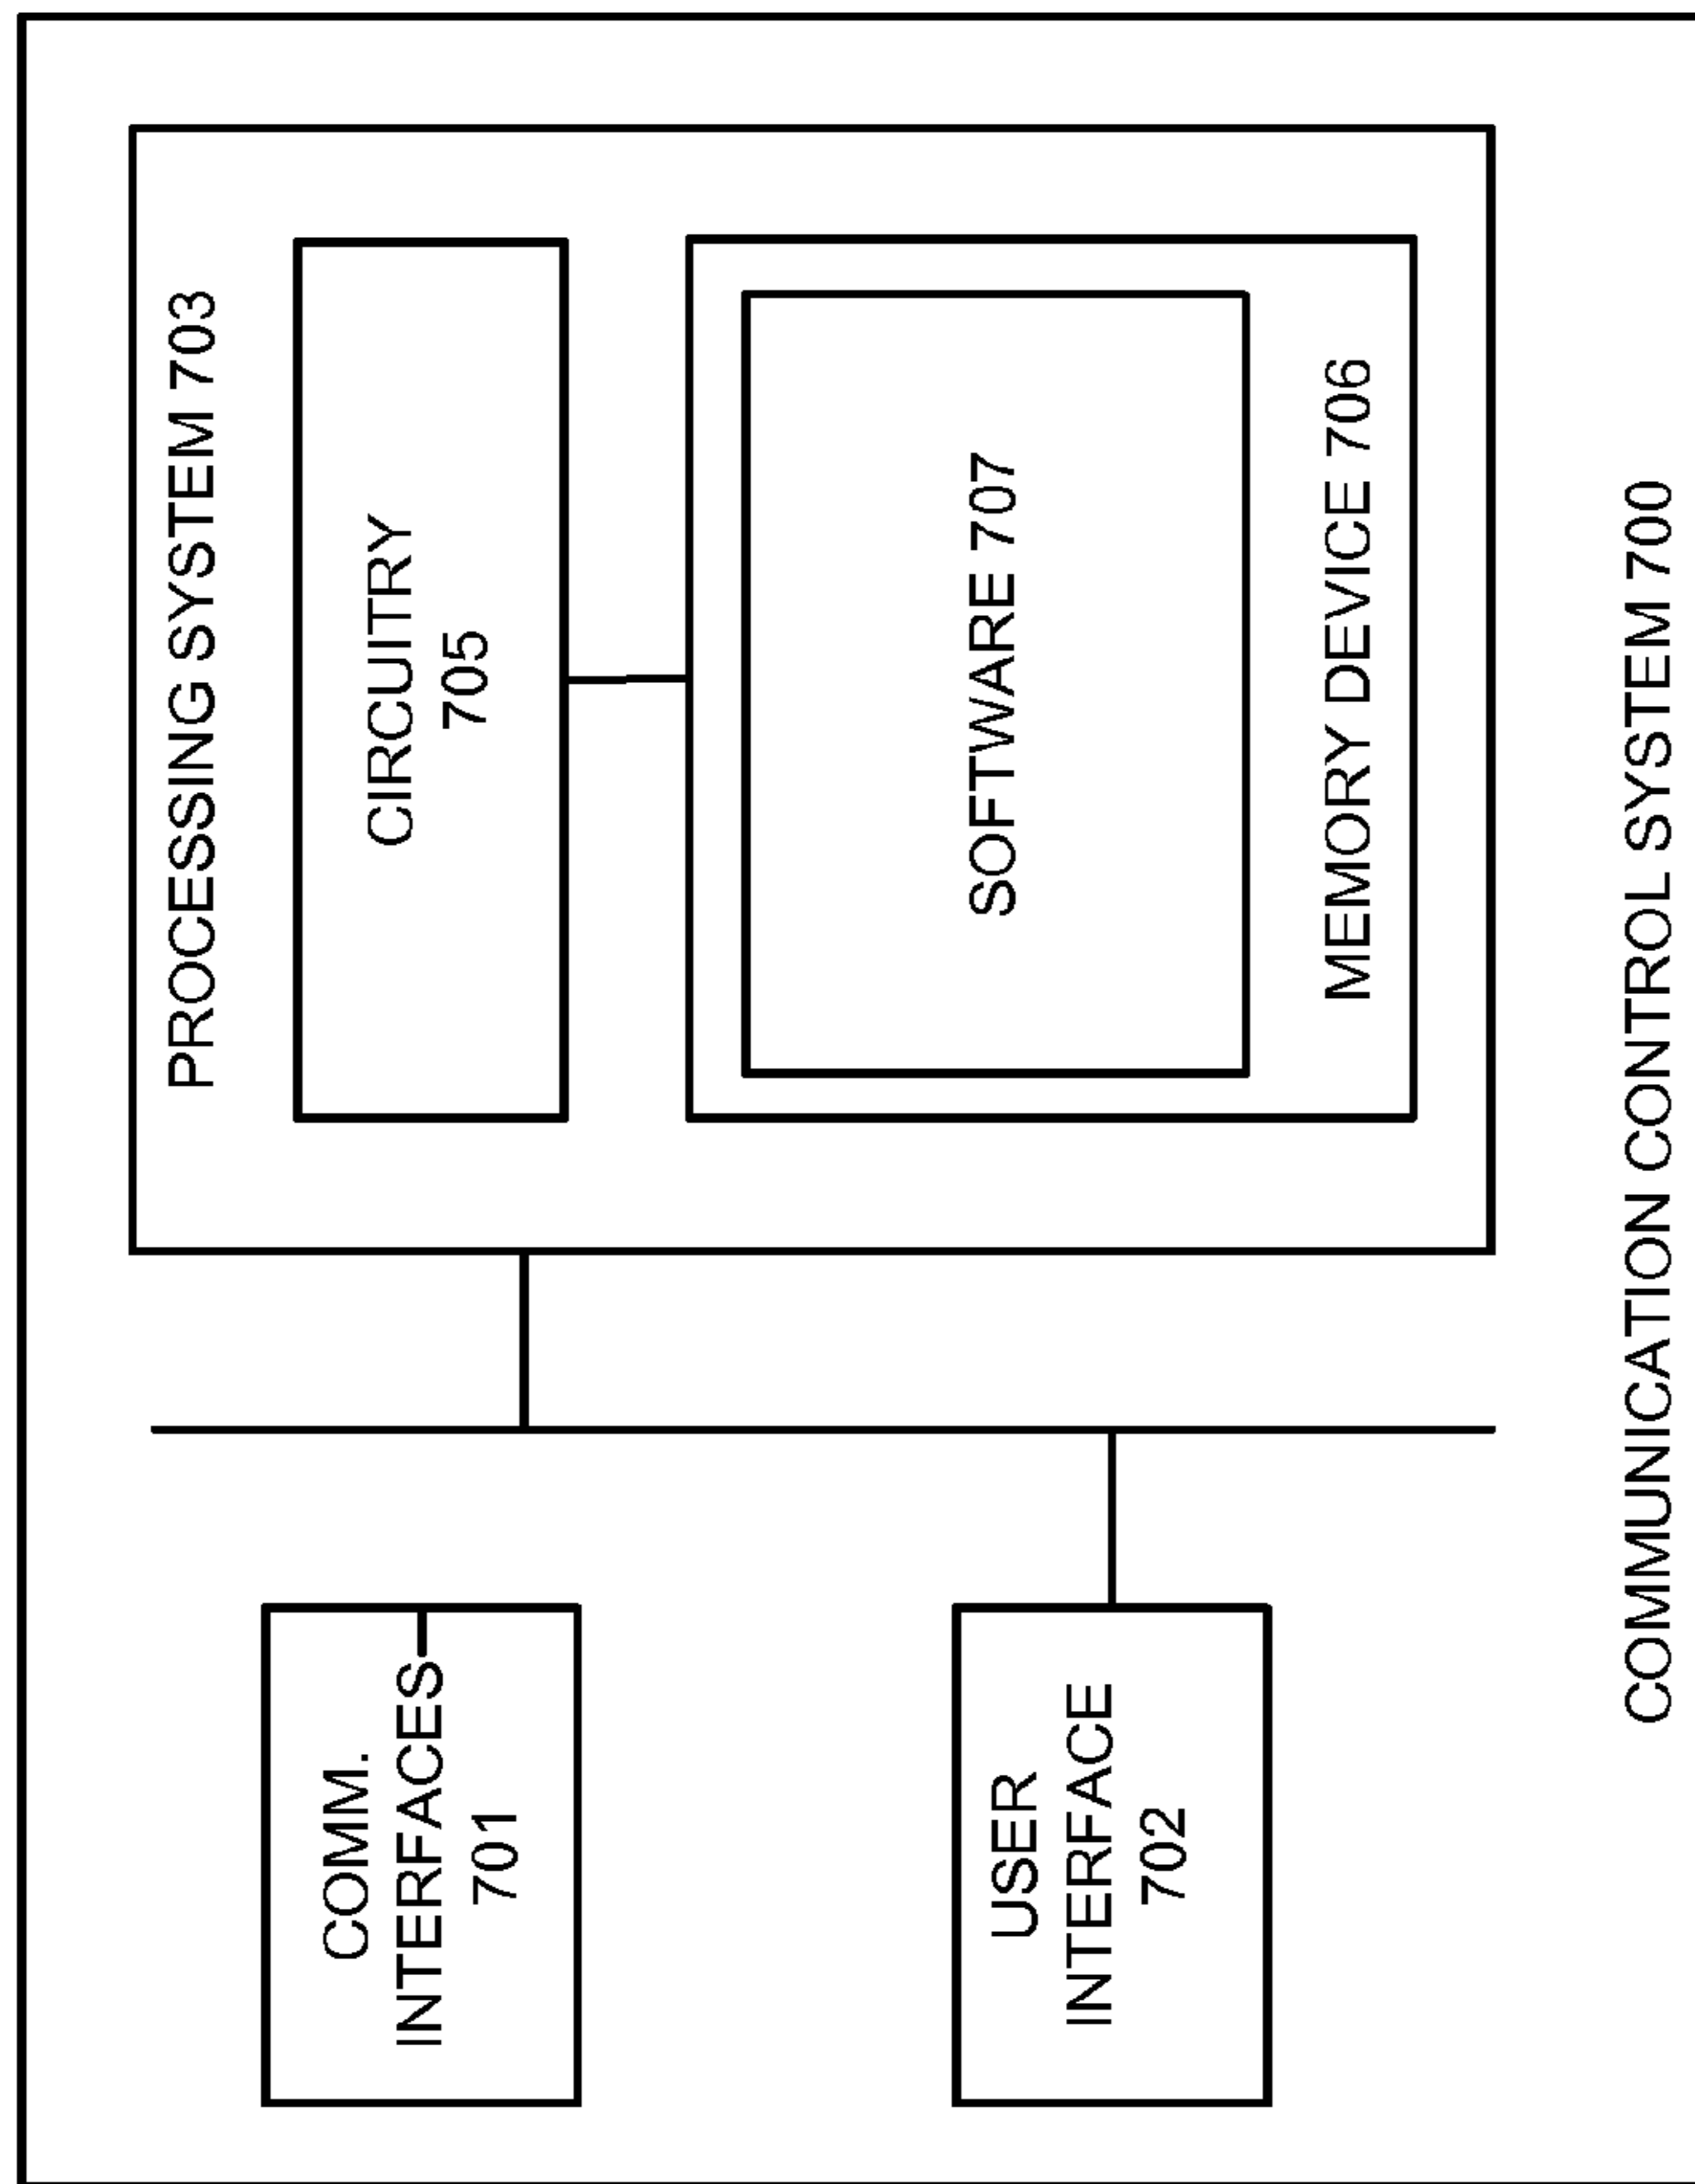 COMM.
INTERFACES
701
USER
INTERFACE
702
PROCESSING SYSTEM 703
CIRCUITRY
705
SOFTWARE 707
MEMORY DEVICE 706
COMMUNICATION CONTROL SYSTEM 700